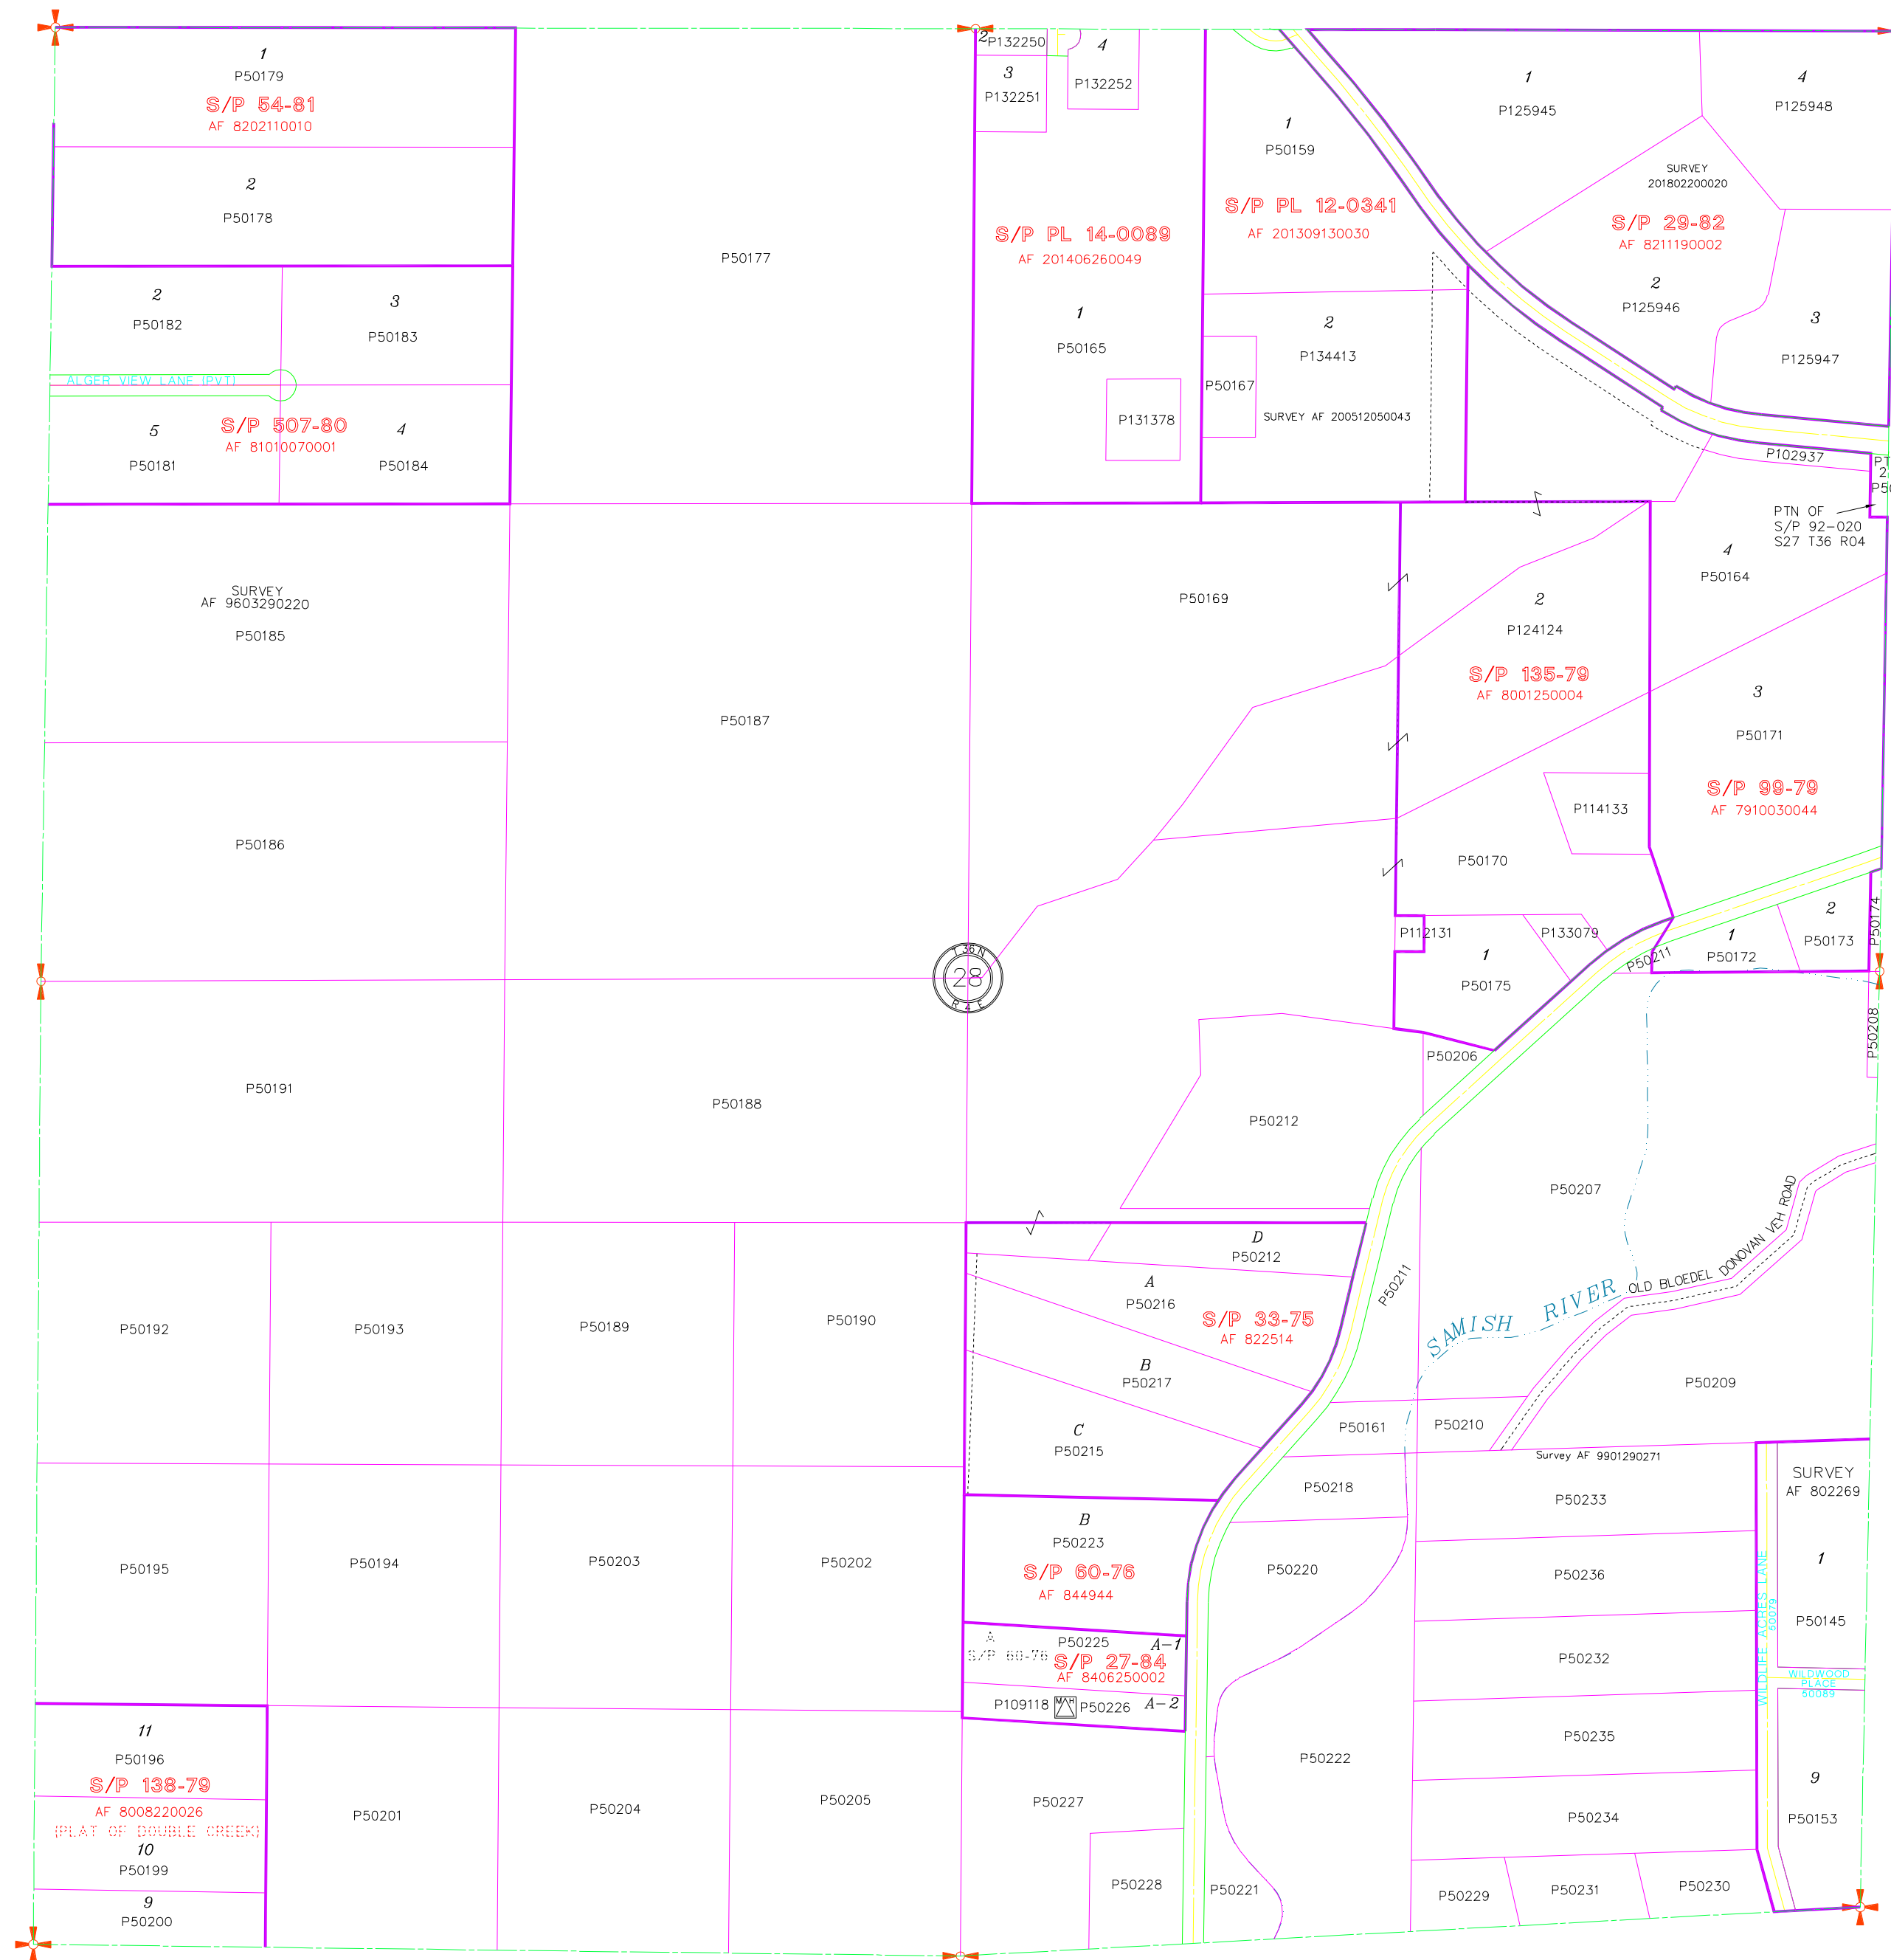 1
P50179
S/P 54-81
AF 8202110010
2
P50178
2
P50182
3
P50183
ALGER VIEW LANE (PVT)
5
P50181
S/P 507-80
AF 81010070001
4
P50184
P50177
2
P132250
3
P132251
4
P132252
S/P PL 14-0089
AF 201406260049
1
P50165
P131378
1
P50159
S/P PL 12-0341
AF 201309130030
2
P134413
P50167
SURVEY AF 200512050043
1
P125945
4
P125948
SURVEY
201802200020
S/P 29-82
AF 8211190002
2
P125946
3
P125947
P102937
PT
2
PTN OF
S/P 92-020
S27 T36 R04
4
P50164
SURVEY
AF 9603290220
P50185
P50187
P50169
2
P124124
S/P 135-79
AF 8001250004
3
P50171
S/P 99-79
AF 7910030044
P114133
P50170
P50186
P112131
P133079
1
P50175
P50211
1
P50172
2
P50173
P50174
T 36 N
28
R 4 E
P50191
P50188
P50206
P50208
P50212
P50207
OLD BLOEDEL DONOVAN VEH ROAD
SAMISH RIVER
P50211
D
P50212
A
P50216
S/P 33-75
AF 822514
B
P50217
C
P50215
P50192
P50193
P50189
P50190
P50209
P50161
P50210
Survey AF 9901290271
P50218
P50233
SURVEY
AF 802269
B
P50223
S/P 60-76
AF 844944
P50195
P50194
P50203
P50202
P50220
P50236
1
P50145
WILDLIFE ACRES LANE
50079
A
S/P 60-76
P50225
A-1
S/P 27-84
AF 8406250002
P109118
M H
P50226
A-2
P50232
WILDWOOD
PLACE
50089
11
P50196
S/P 138-79
AF 8008220026
(PLAT OF DOUBLE CREEK)
10
P50199
9
P50200
P50201
P50204
P50205
P50227
P50222
P50235
P50234
9
P50153
P50228
P50221
P50229
P50231
P50230